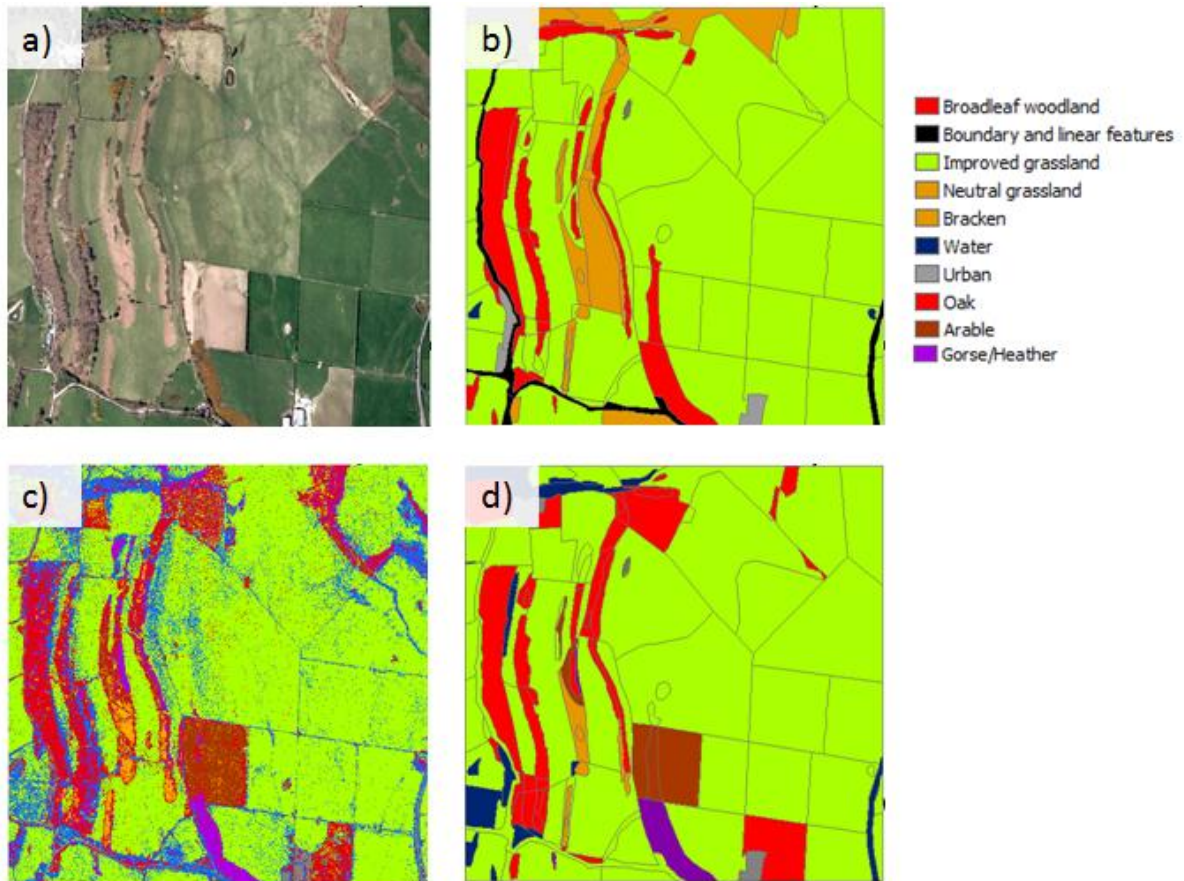 a)
b)
Broadleaf woodland
Boundary and linear features
Improved grassland
Neutral grassland
Bracken
Water
Urban
Oak
Arable
Gorse/Heather
c)
d)